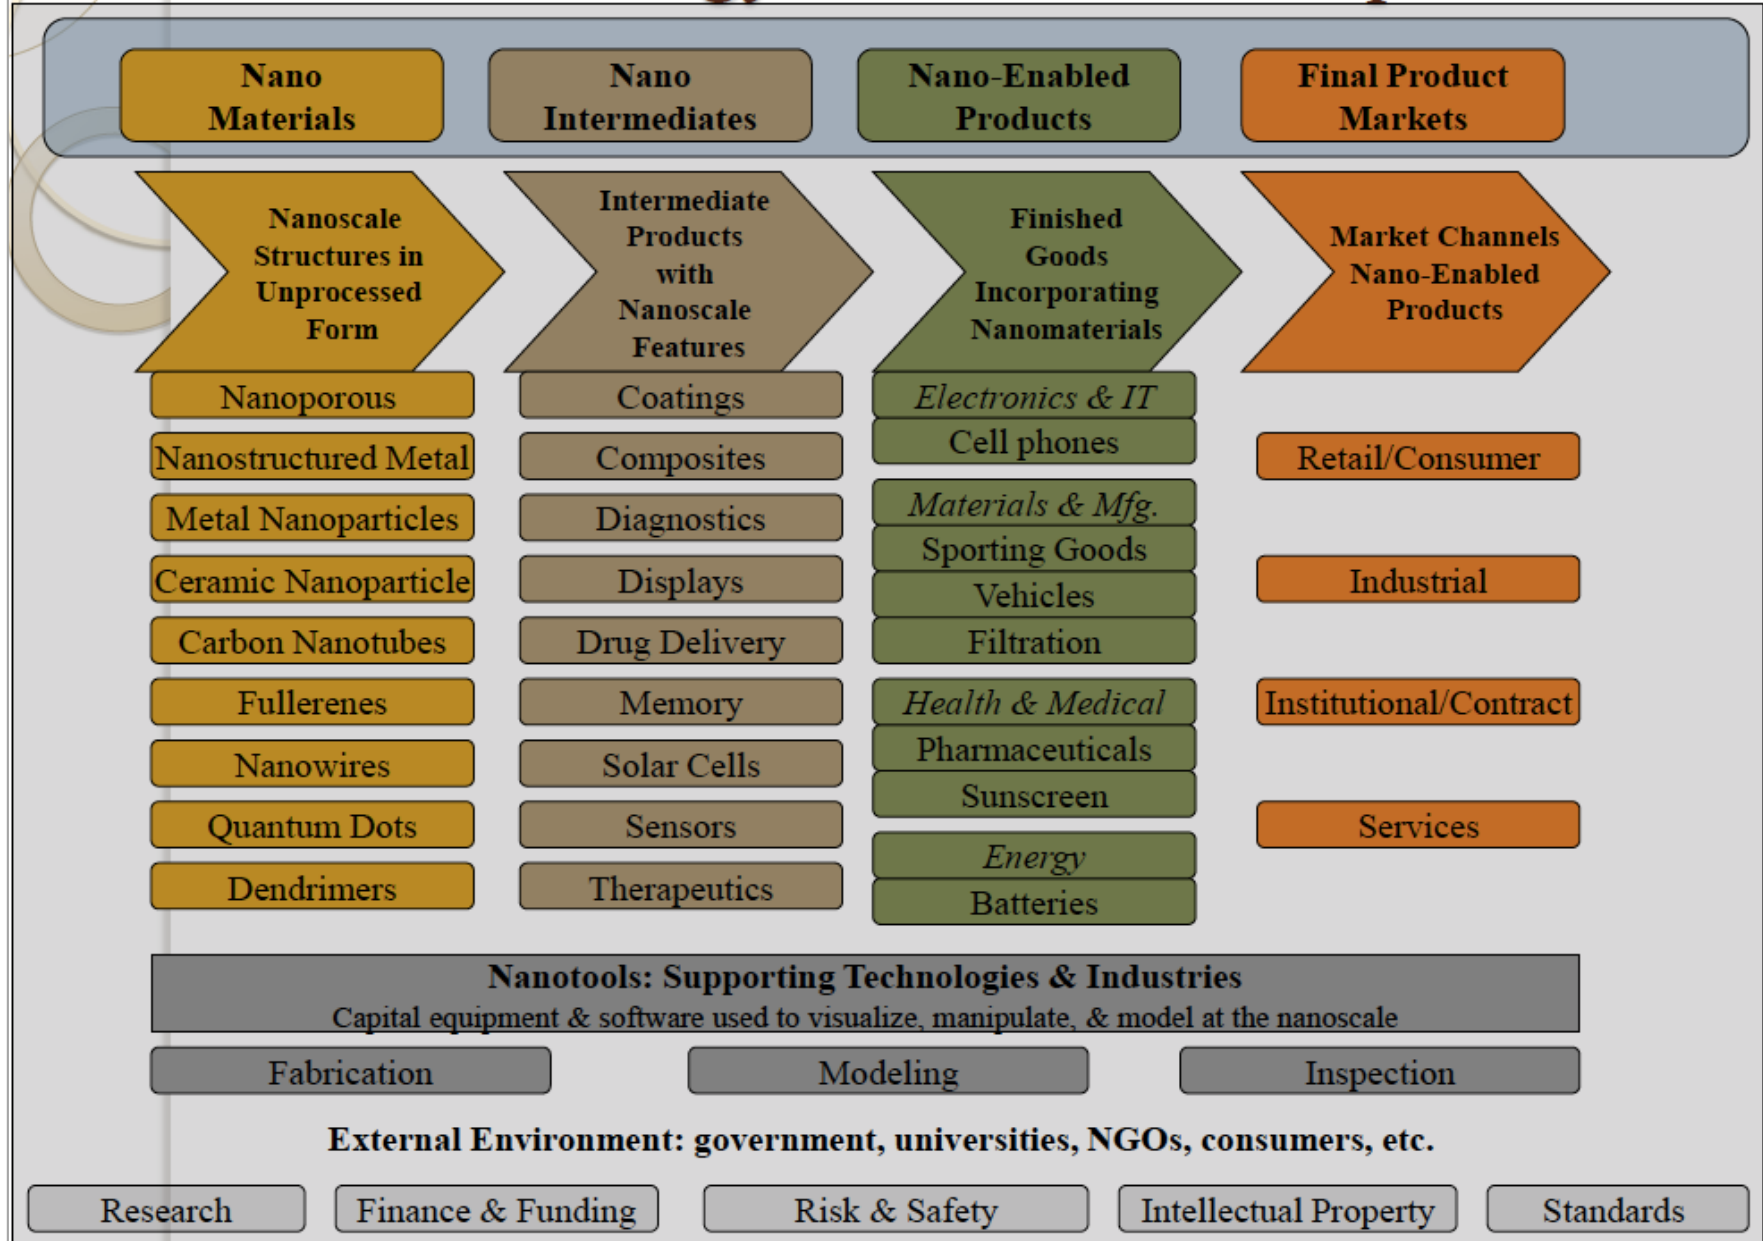 Nano
Materials
Nano
Intermediates
Nano-Enabled
Products
Final Product
Markets
Nanoscale
Structures in
Unprocessed
Form
Intermediate
Products
with
Nanoscale
Features
Finished
Goods
Incorporating
Nanomaterials
Market Channels
Nano-Enabled
Products
Nanoporous
Nanostructured Metal
Metal Nanoparticles
Ceramic Nanoparticle
Carbon Nanotubes
Fullerenes
Nanowires
Quantum Dots
Dendrimers
Coatings
Composites
Diagnostics
Displays
Drug Delivery
Memory
Solar Cells
Sensors
Therapeutics
Electronics & IT
Cell phones
Materials & Mfg.
Sporting Goods
Vehicles
Filtration
Health & Medical
Pharmaceuticals
Sunscreen
Energy
Batteries
Retail/Consumer
Industrial
Institutional/Contract
Services
Nanotools: Supporting Technologies & Industries
Capital equipment & software used to visualize, manipulate, & model at the nanoscale
Fabrication
Modeling
Inspection
External Environment: government, universities, NGOs, consumers, etc.
Research
Finance & Funding
Risk & Safety
Intellectual Property
Standards